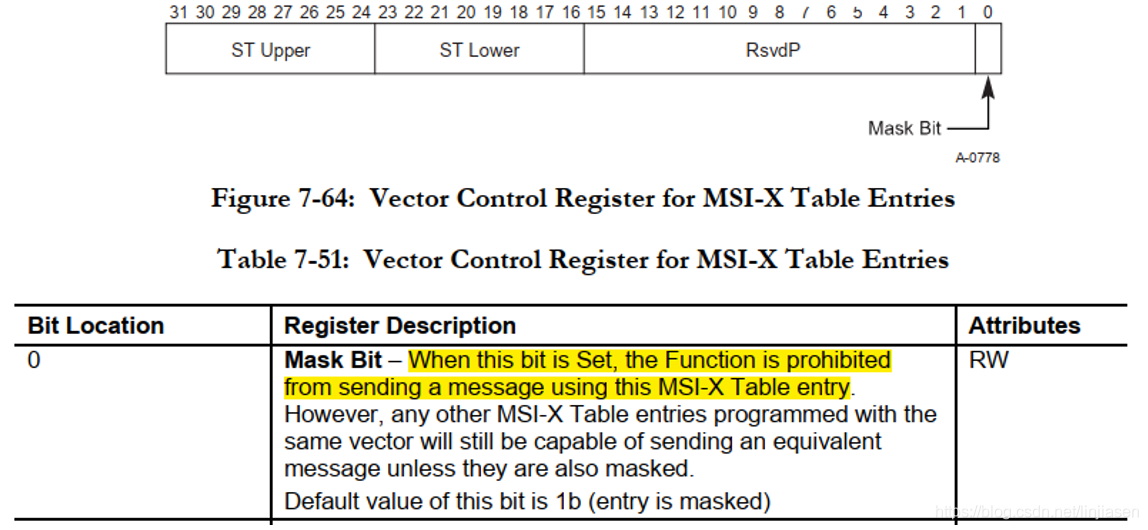 31 30 29 28 27 26 25 24 23 22 21 20 19 18 17 16 15 14 13 12 11 10 9 8 7 6 5 4 3 2 1 0
ST Upper ST Lower RsvdP
Mask Bit
A-0778
Figure 7-64: Vector Control Register for MSI-X Table Entries
Table 7-51: Vector Control Register for MSI-X Table Entries
Bit Location Register Description Attributes
0 Mask Bit – When this bit is Set, the Function is prohibited RW
from sending a message using this MSI-X Table entry.
However, any other MSI-X Table entries programmed with the
same vector will still be capable of sending an equivalent
message unless they are also masked.
Default value of this bit is 1b (entry is masked)
https://blog.csdn.net/linjiasen